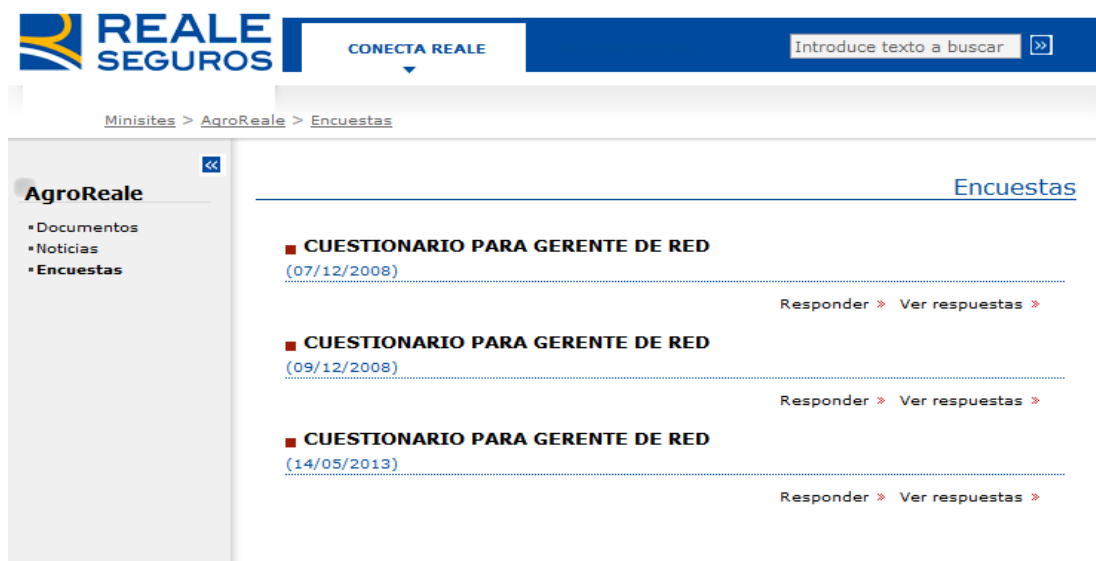 REALE
SEGUROS
CONECTA REALE
Introduce texto a buscar
Minisites > AgroReale > Encuestas
AgroReale
Documentos
Noticias
Encuestas
Encuestas
CUESTIONARIO PARA GERENTE DE RED
(07/12/2008)
Responder » Ver respuestas »
CUESTIONARIO PARA GERENTE DE RED
(09/12/2008)
Responder » Ver respuestas »
CUESTIONARIO PARA GERENTE DE RED
(14/05/2013)
Responder » Ver respuestas »